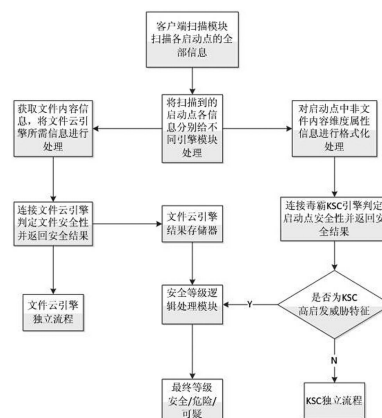 客户端扫描模块
扫描各启动点的全
部信息
获取文件内容信
息，将文件云引擎
所需信息进行
处理
将扫描到的
启动点各信
息分别给不
同引擎模块
处理
对启动点中非文
件内容维度属性
信息进行格式化处
理
连接文件云引擎
判定文件安全性
并返回安全结果
文件云引擎
结果存储器
连接毒霸KSC引擎判定
启动点安全性并返回安
全结果
文件云引擎
独立流程
安全等级逻
辑处理模块
Y
是否为KSC
高启发威胁特征
N
最终等级
安全/危险/可
疑
KSC独立流程